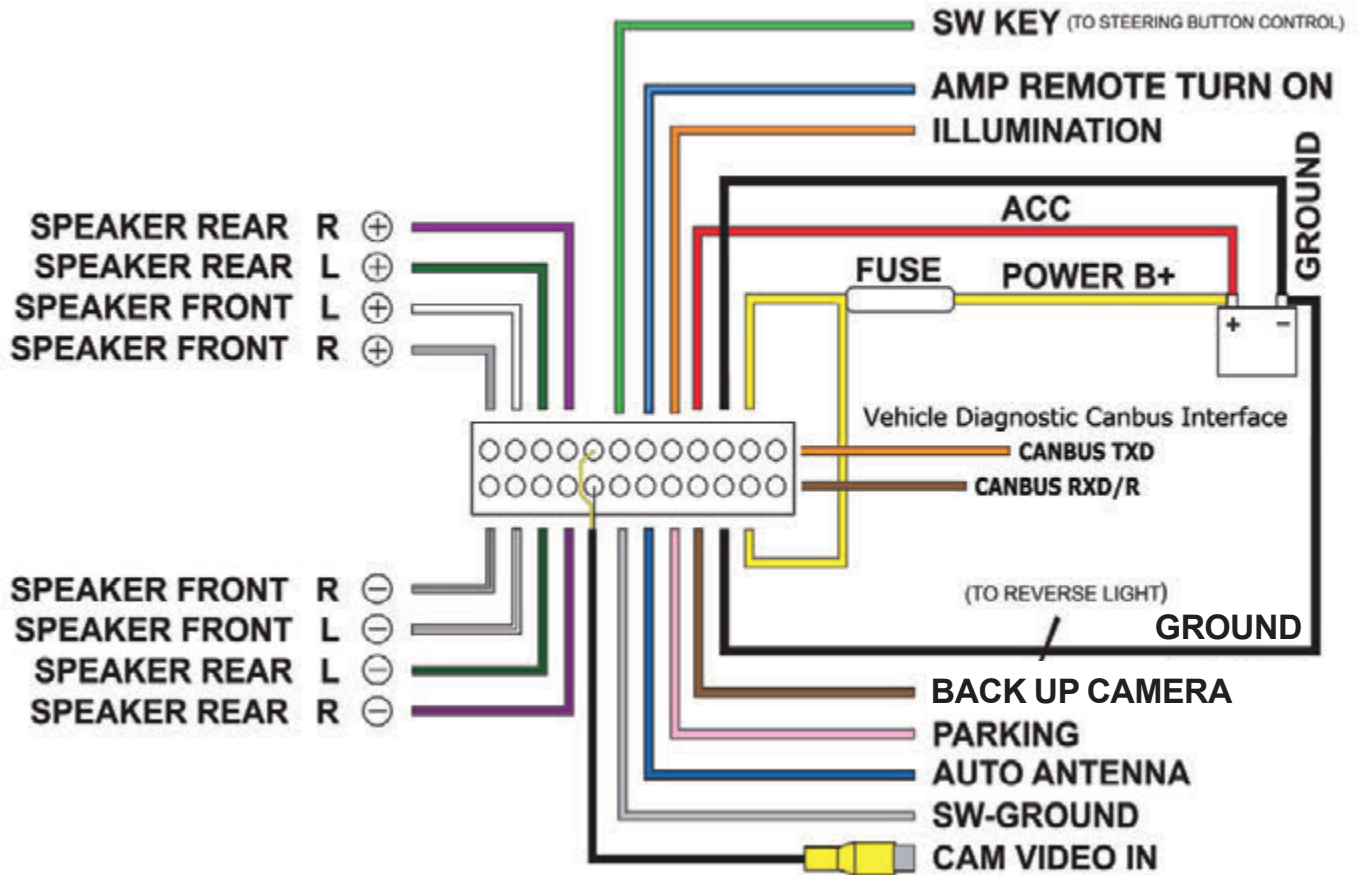 SW KEY (TO STEERING BUTTON CONTROL)
AMP REMOTE TURN ON
ILLUMINATION
GROUND
ACC
FUSE
POWER B+
+ −
SPEAKER REAR R ⊕
SPEAKER REAR L ⊕
SPEAKER FRONT L ⊕
SPEAKER FRONT R ⊕
Vehicle Diagnostic Canbus Interface
CANBUS TXD
CANBUS RXD/R
SPEAKER FRONT R ⊖
SPEAKER FRONT L ⊖
SPEAKER REAR L ⊖
SPEAKER REAR R ⊖
(TO REVERSE LIGHT)
GROUND
BACK UP CAMERA
PARKING
AUTO ANTENNA
SW-GROUND
CAM VIDEO IN